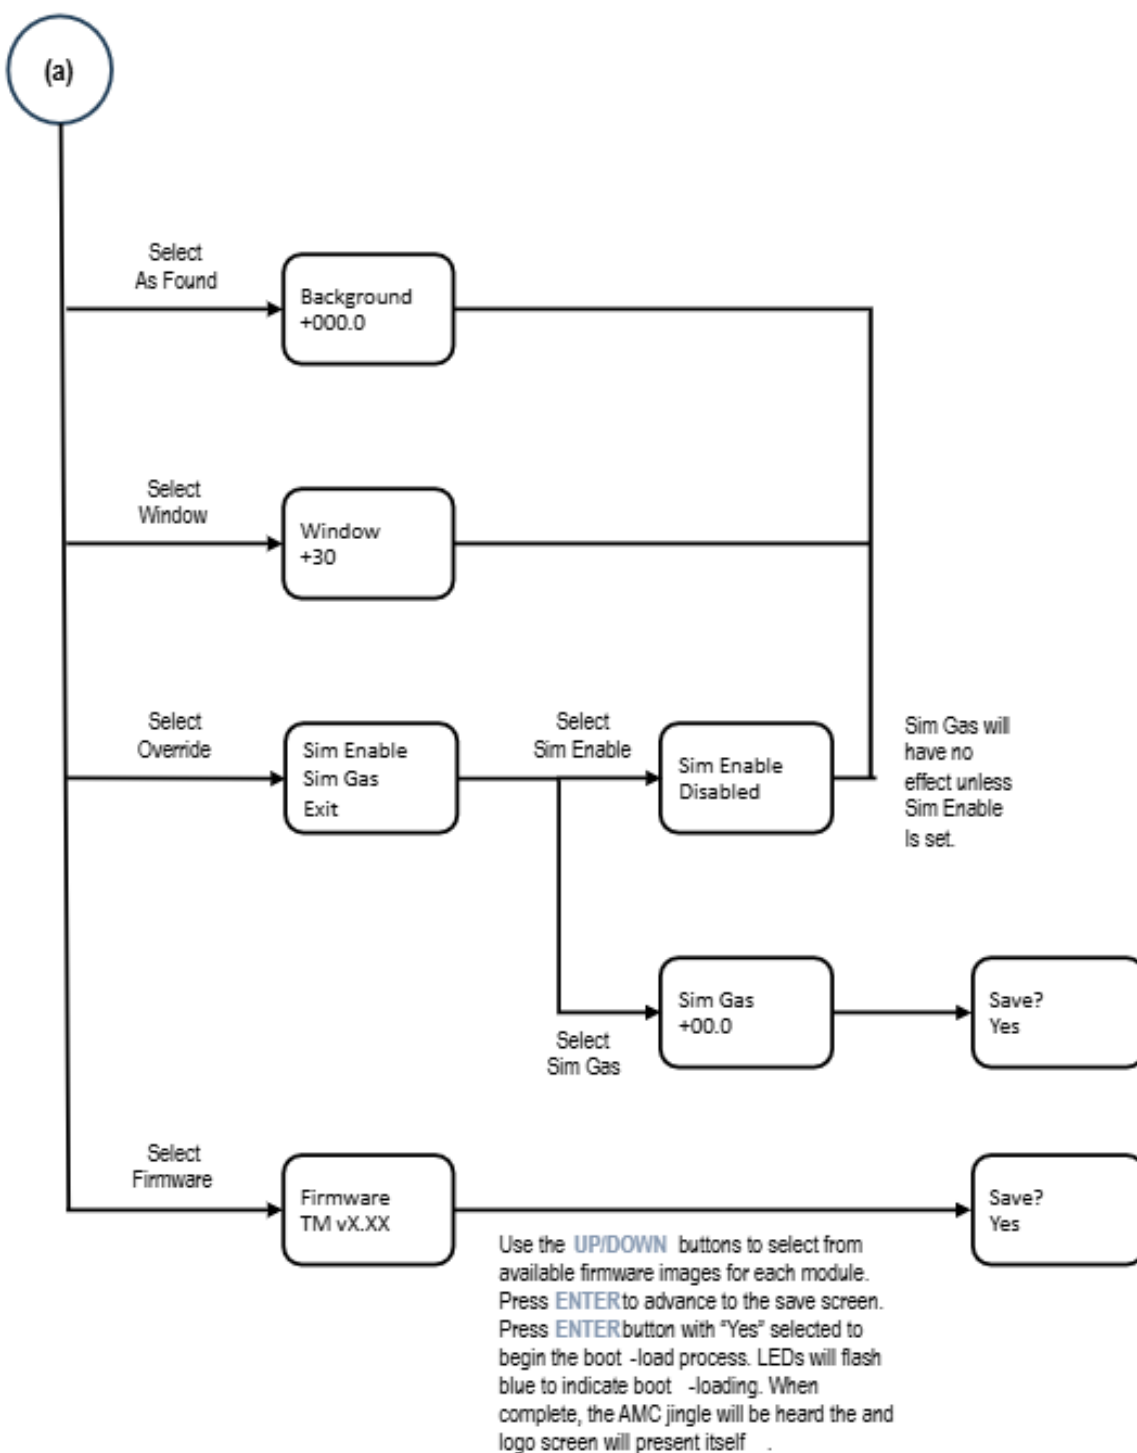 (a)
Select
As Found
Background
+000.0
Select
Window
Window
+30
Select
Override
Sim Enable
Sim Gas
Exit
Select
Sim Enable
Sim Enable
Disabled
Sim Gas will
have no
effect unless
Sim Enable
Is set.
Select
Sim Gas
Sim Gas
+00.0
Save?
Yes
Select
Firmware
Firmware
TM vX.XX
Save?
Yes
Use the UP/DOWN buttons to select from
available firmware images for each module.
Press ENTER to advance to the save screen.
Press ENTER button with "Yes" selected to
begin the boot -load process. LEDs will flash
blue to indicate boot -loading. When
complete, the AMC jingle will be heard the and
logo screen will present itself .